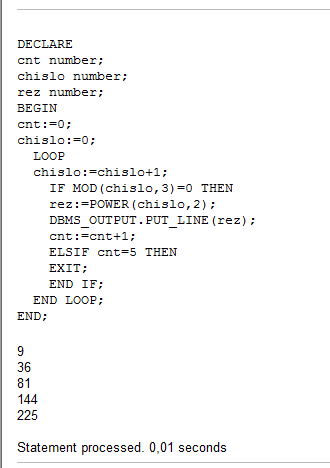 DECLARE
cnt number;
chislo number;
rez number;
BEGIN
cnt:=0;
chislo:=0;
LOOP
chislo:=chislo+1;
IF MOD(chislo,3)=0 THEN
rez:=POWER(chislo,2);
DBMS_OUTPUT.PUT_LINE(rez);
cnt:=cnt+1;
ELSIF cnt=5 THEN
EXIT;
END IF;
END LOOP;
END;
9
36
81
144
225
Statement processed. 0,01 seconds